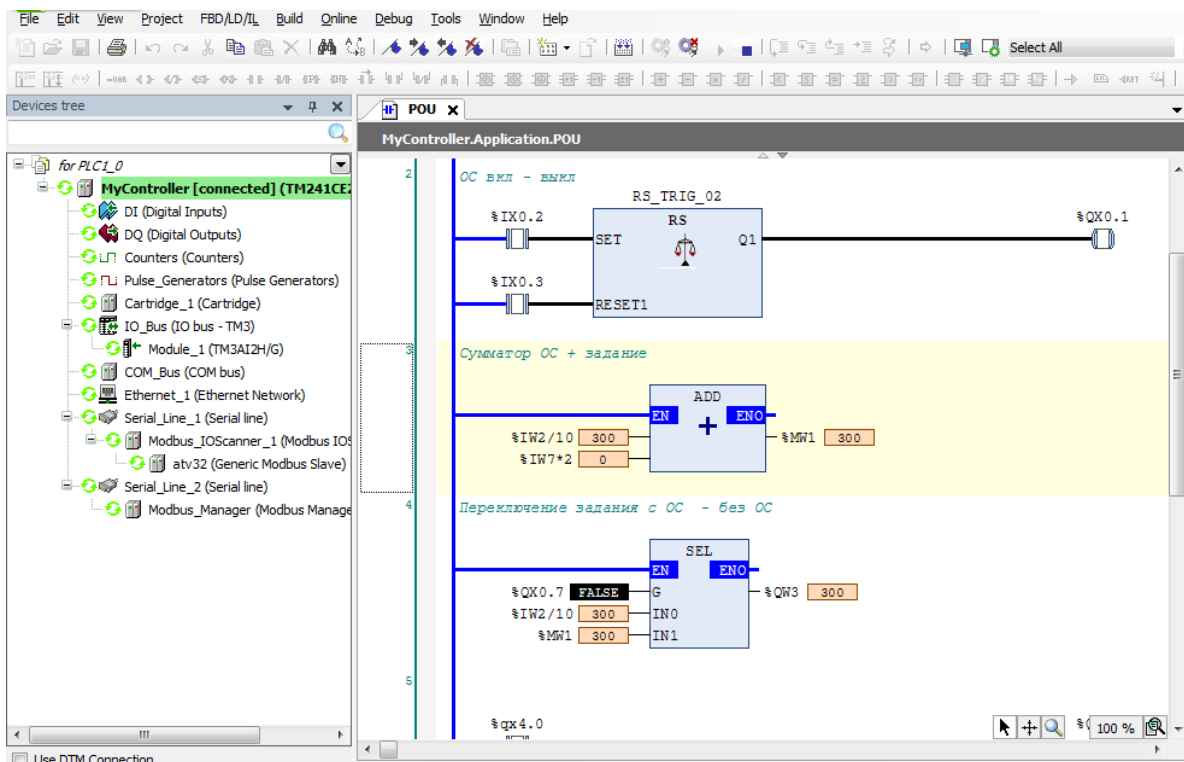 File Edit View Project FBD/LD/IL Build Online Debug Tools Window Help
Select All
Devices tree
POU
MyController.Application.POU
for PLC1_0
MyController [connected] (TM241CE2
DI (Digital Inputs)
DQ (Digital Outputs)
Counters (Counters)
Pulse_Generators (Pulse Generators)
Cartridge_1 (Cartridge)
IO_Bus (IO bus - TM3)
Module_1 (TM3AI2H/G)
COM_Bus (COM bus)
Ethernet_1 (Ethernet Network)
Serial_Line_1 (Serial line)
Modbus_IOScanner_1 (Modbus IOS
atv32 (Generic Modbus Slave)
Serial_Line_2 (Serial line)
Modbus_Manager (Modbus Manage
Use DTM Connection
2
ОС вкл - выкл
RS_TRIG_02
%IX0.2 RS %QX0.1
SET Q1
%IX0.3
RESET1
3
Сумматор ОС + задание
ADD
EN ENO
%IW2/10 300 %MW1 300
%IW7*2 0
4
Переключение задания с ОС - без ОС
SEL
EN ENO
%QX0.7 FALSE G %QW3 300
%IW2/10 300 IN0
%MW1 300 IN1
5
%qx4.0
100 %